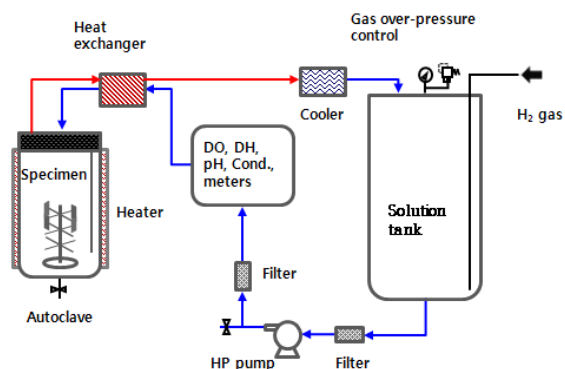 Heat
exchanger
Gas over-pressure
control
Cooler
H₂ gas
DO, DH,
pH, Cond.,
meters
Specimen
Heater
Solution
tank
Filter
Autoclave
HP pump
Filter